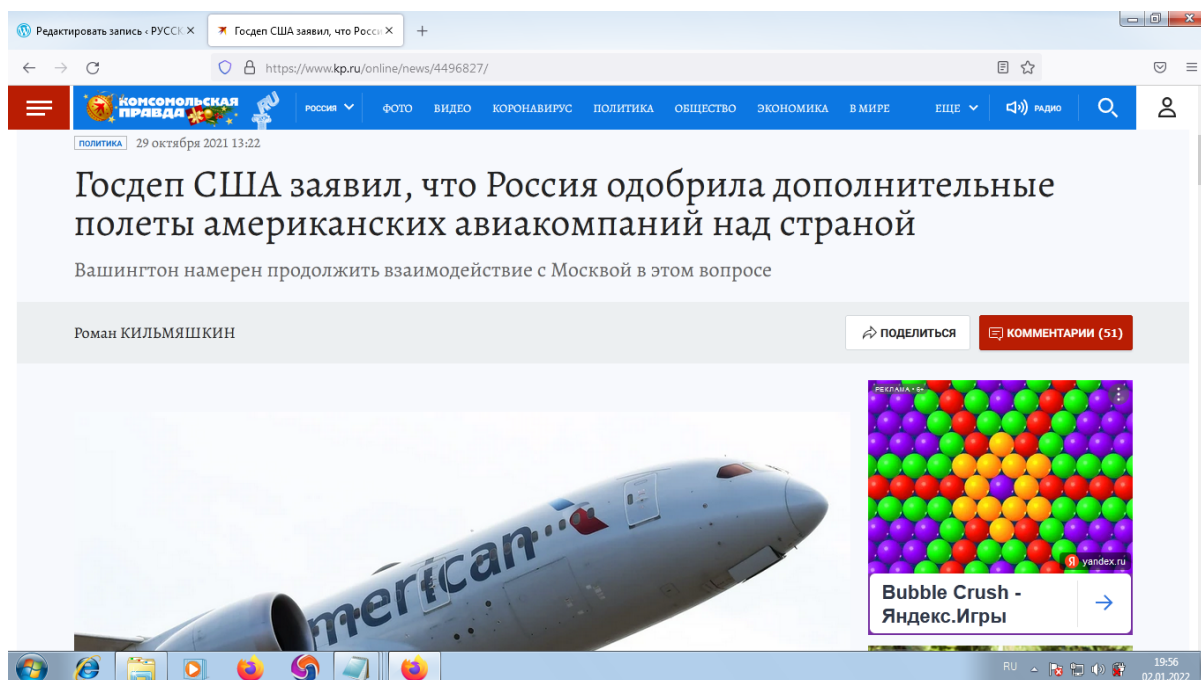 Редактировать запись ‹ РУССК
Госдеп США заявил, что Росси
https://www.kp.ru/online/news/4496827/
КОМСОМОЛЬСКАЯ
ПРАВДА
RU
РОССИЯ
ФОТО
ВИДЕО
КОРОНАВИРУС
ПОЛИТИКА
ОБЩЕСТВО
ЭКОНОМИКА
В МИРЕ
ЕЩЕ
РАДИО
ПОЛИТИКА
29 октября 2021 13:22
Госдеп США заявил, что Россия одобрила дополнительные
полеты американских авиакомпаний над страной
Вашингтон намерен продолжить взаимодействие с Москвой в этом вопросе
Роман КИЛЬМЯШКИН
ПОДЕЛИТЬСЯ
КОММЕНТАРИИ (51)
РЕКЛАМА • 6+
merican
Я yandex.ru
Bubble Crush -
Яндекс.Игры
RU
19:56
02.01.2022